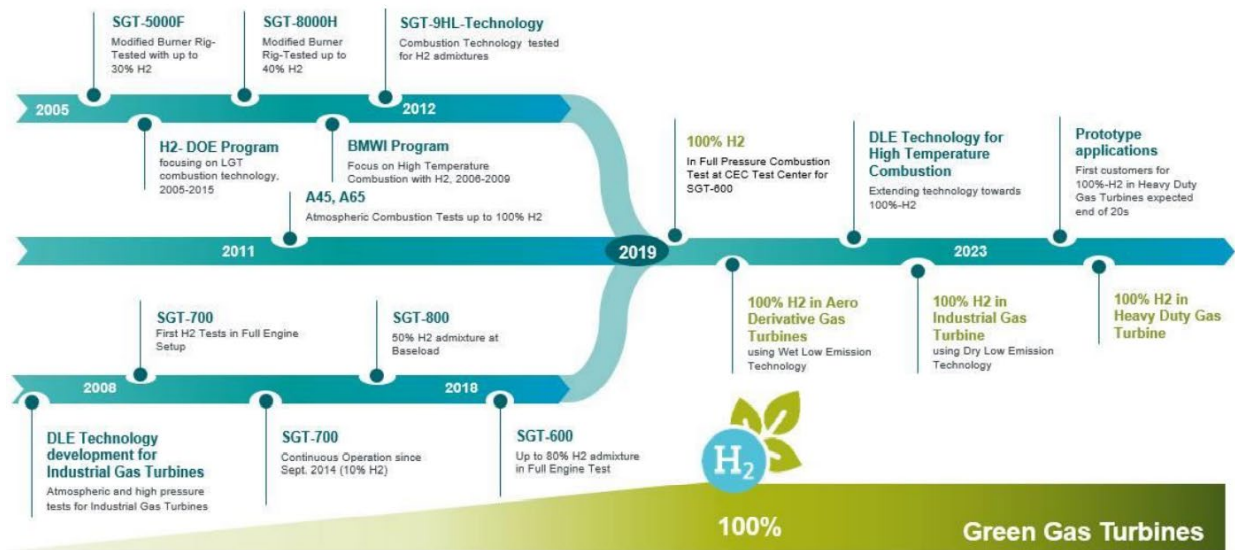 SGT-5000F
Modified Burner Rig-
Tested with up to
30% H2
SGT-8000H
Modified Burner
Rig-Tested up to
40% H2
SGT-9HL-Technology
Combustion Technology tested
for H2 admixtures
2005
2012
H2- DOE Program
focusing on LGT
combustion technology,
2005-2015
BMWI Program
Focus on High Temperature
Combustion with H2, 2006-2009
A45, A65
Atmospheric Combustion Tests up to 100% H2
2011
2019
100% H2
In Full Pressure Combustion
Test at CEC Test Center for
SGT-600
DLE Technology for
High Temperature
Combustion
Extending technology towards
100%-H2
Prototype
applications
First customers for
100%-H2 in Heavy Duty
Gas Turbines expected
end of 20s
2023
100% H2 in Aero
Derivative Gas
Turbines
using Wet Low Emission
Technology
100% H2 in
Industrial Gas
Turbine
using Dry Low Emission
Technology
100% H2 in
Heavy Duty Gas
Turbine
SGT-700
First H2 Tests in Full Engine
Setup
SGT-800
50% H2 admixture at
Baseload
2008
2018
DLE Technology
development for
Industrial Gas Turbines
Atmospheric and high pressure
tests for Industrial Gas Turbines
SGT-700
Continuous Operation since
Sept. 2014 (10% H2)
SGT-600
Up to 80% H2 admixture
in Full Engine Test
H2
100%
Green Gas Turbines